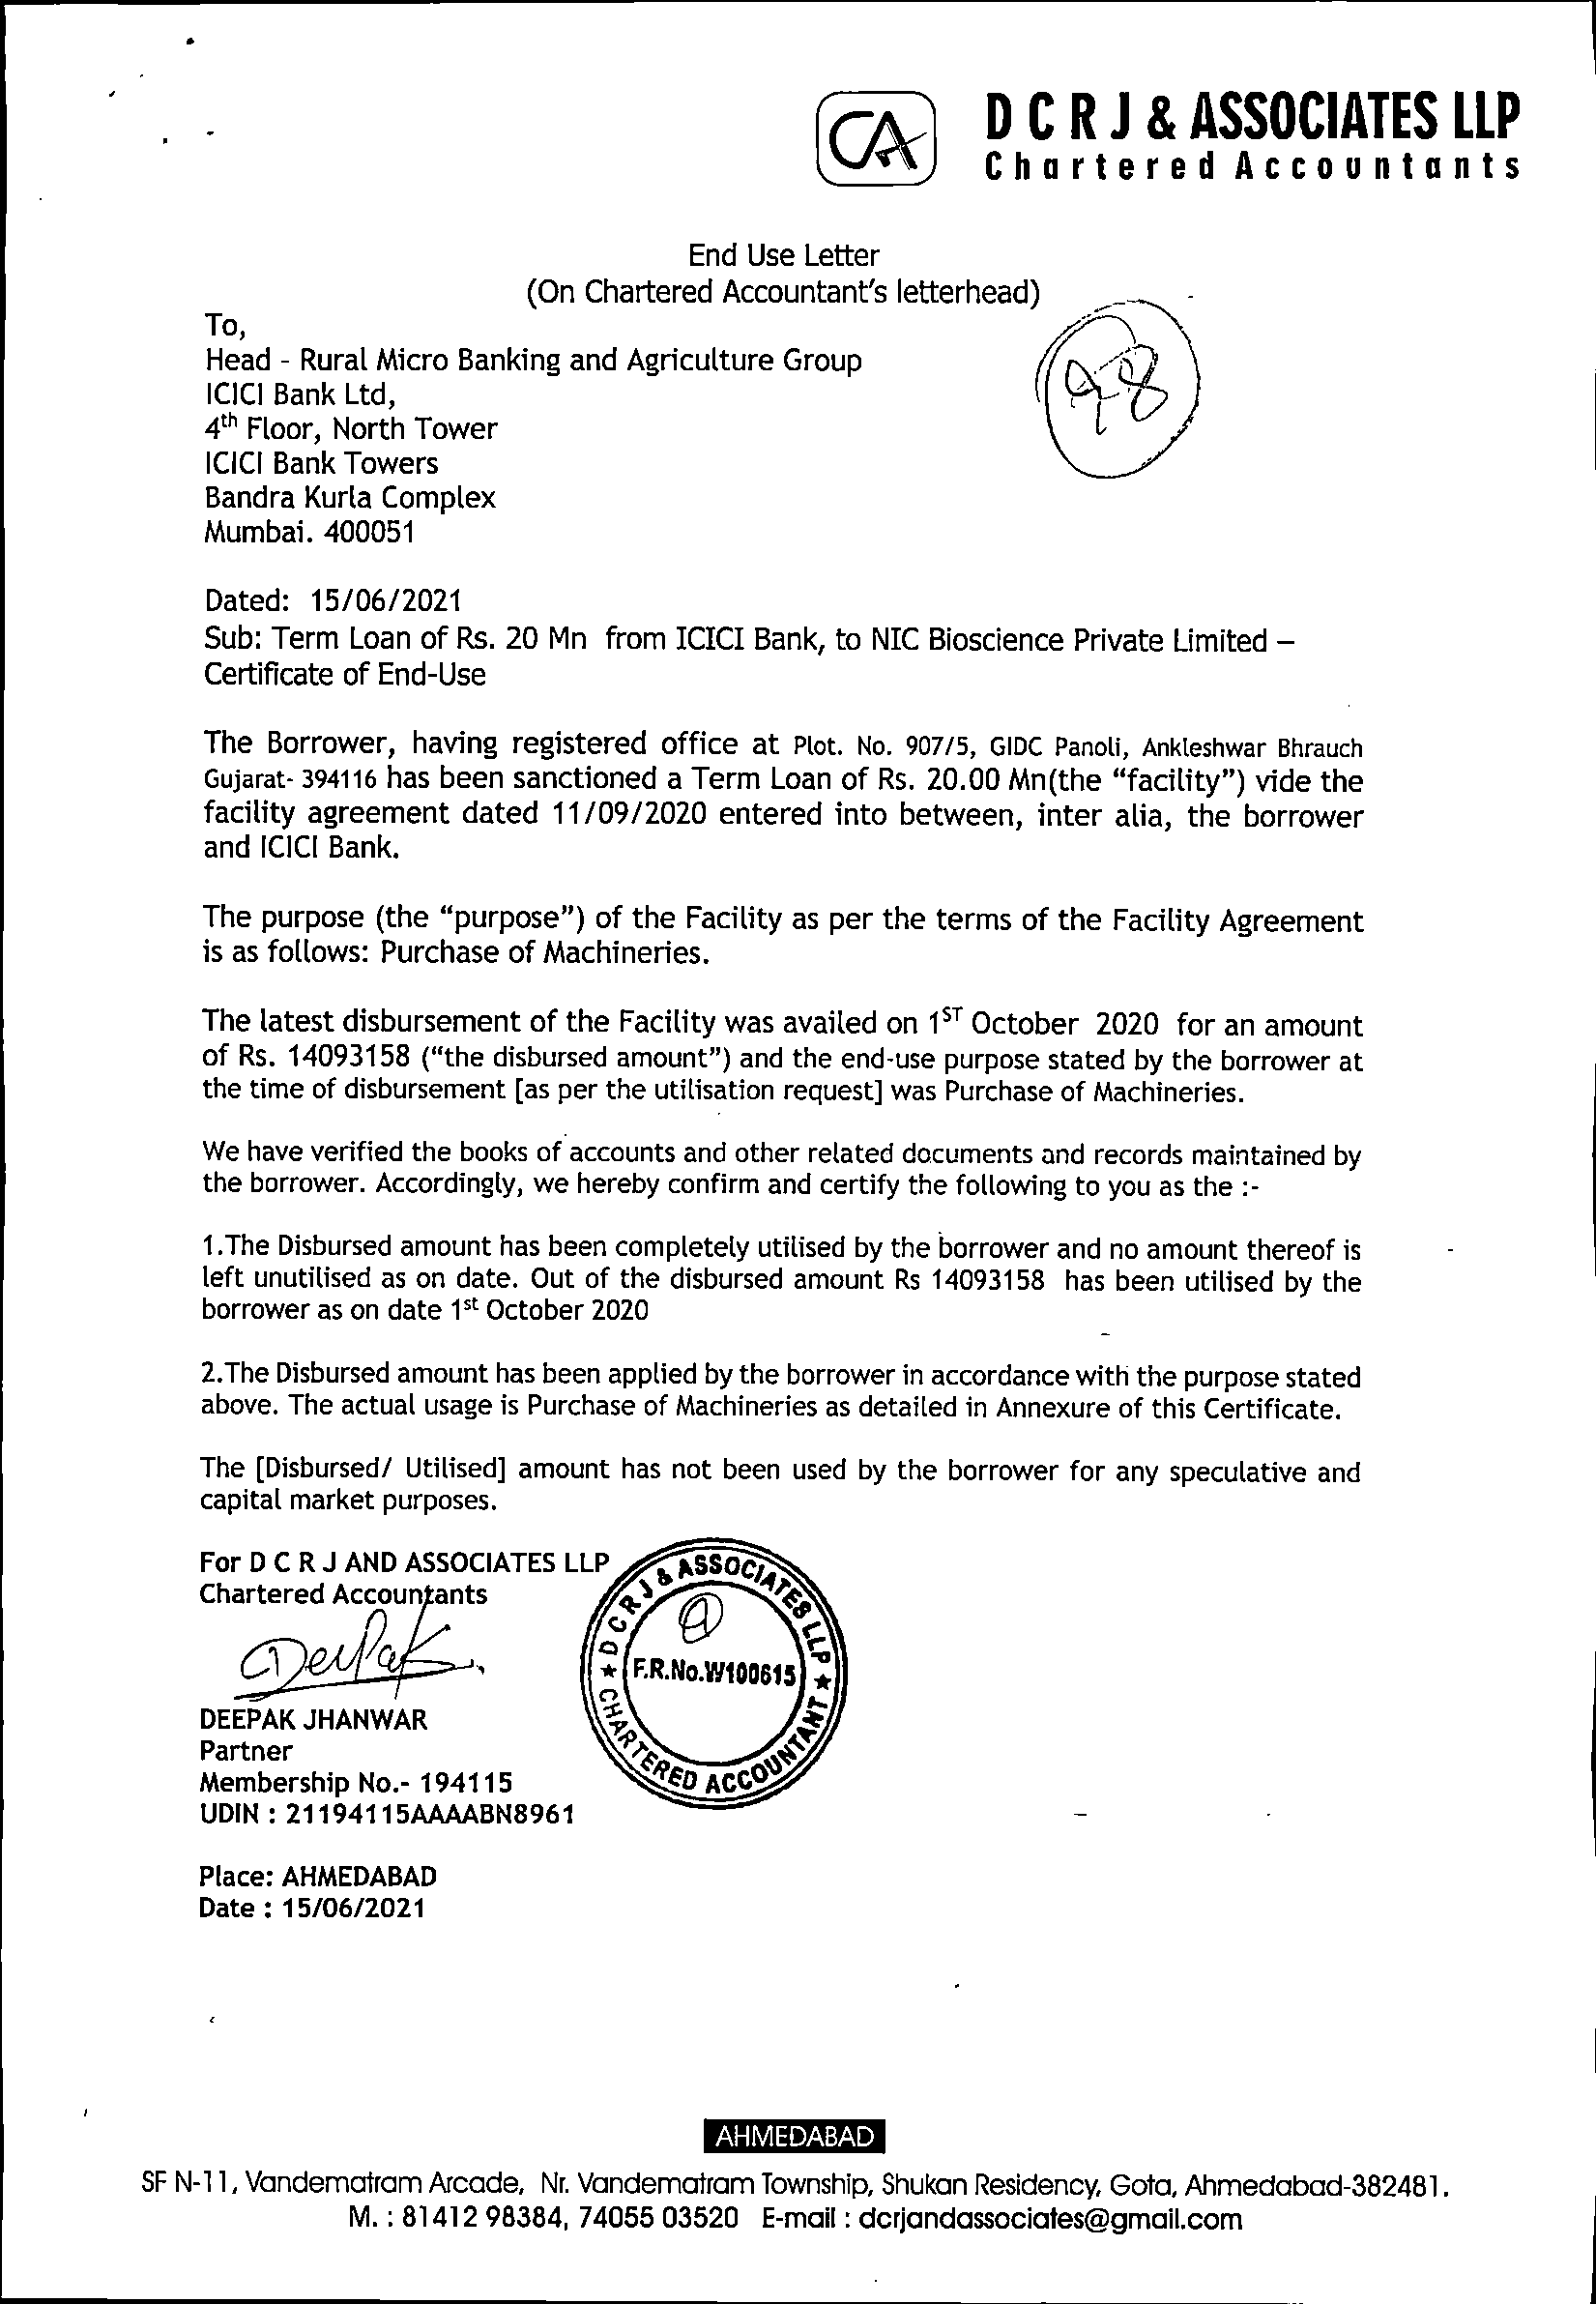 CA
D C R J & ASSOCIATES LLP
Chartered Accountants
End Use Letter
(On Chartered Accountant's letterhead)
98
To,
Head - Rural Micro Banking and Agriculture Group
ICICI Bank Ltd,
4th Floor, North Tower
ICICI Bank Towers
Bandra Kurla Complex
Mumbai. 400051
Dated: 15/06/2021
Sub: Term Loan of Rs. 20 Mn from ICICI Bank, to NIC Bioscience Private Limited –
Certificate of End-Use
The Borrower, having registered office at Plot. No. 907/5, GIDC Panoli, Ankleshwar Bhrauch
Gujarat- 394116 has been sanctioned a Term Loan of Rs. 20.00 Mn(the “facility”) vide the
facility agreement dated 11/09/2020 entered into between, inter alia, the borrower
and ICICI Bank.
The purpose (the “purpose”) of the Facility as per the terms of the Facility Agreement
is as follows: Purchase of Machineries.
The latest disbursement of the Facility was availed on 1ST October 2020 for an amount
of Rs. 14093158 (“the disbursed amount”) and the end-use purpose stated by the borrower at
the time of disbursement [as per the utilisation request] was Purchase of Machineries.
We have verified the books of accounts and other related documents and records maintained by
the borrower. Accordingly, we hereby confirm and certify the following to you as the :-
1.The Disbursed amount has been completely utilised by the borrower and no amount thereof is
left unutilised as on date. Out of the disbursed amount Rs 14093158 has been utilised by the
borrower as on date 1st October 2020
2.The Disbursed amount has been applied by the borrower in accordance with the purpose stated
above. The actual usage is Purchase of Machineries as detailed in Annexure of this Certificate.
The [Disbursed/ Utilised] amount has not been used by the borrower for any speculative and
capital market purposes.
For D C R J AND ASSOCIATES LLP
Chartered Accountants
Deepak
D C R J & ASSOCIATES LLP
F.R.No.W100615
CHARTERED ACCOUNTANT
DEEPAK JHANWAR
Partner
Membership No.- 194115
UDIN : 21194115AAAABN8961
Place: AHMEDABAD
Date : 15/06/2021
AHMEDABAD
SF N-11, Vandematram Arcade, Nr. Vandematram Township, Shukan Residency, Gota, Ahmedabad-382481.
M. : 81412 98384, 74055 03520 E-mail : dcrjandassociates@gmail.com